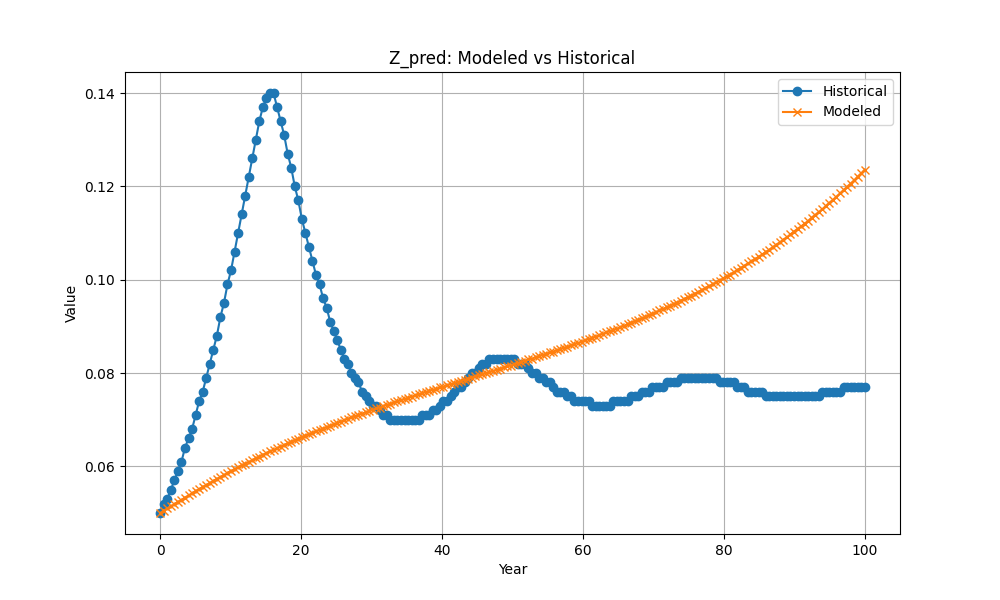 Z_pred: Modeled vs Historical
Historical
Modeled
0.14
0.12
0.10
0.08
0.06
Value
0
20
40
60
80
100
Year